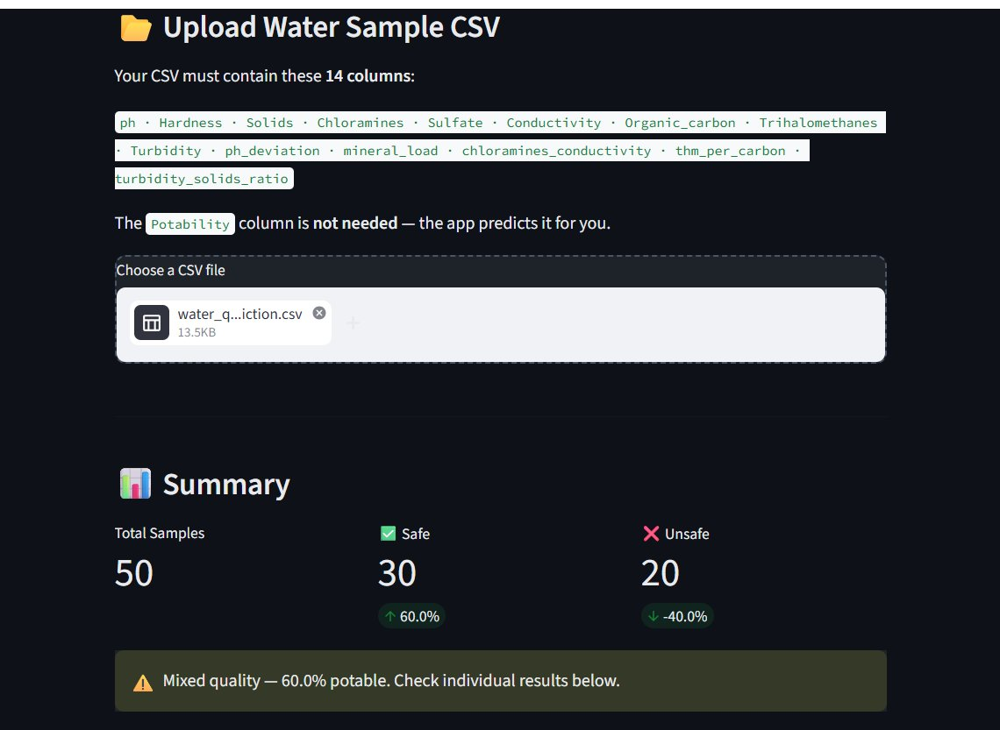 Upload Water Sample CSV
Your CSV must contain these 14 columns:
ph · Hardness · Solids · Chloramines · Sulfate · Conductivity · Organic_carbon · Trihalomethanes
· Turbidity · ph_deviation · mineral_load · chloramines_conductivity · thm_per_carbon ·
turbidity_solids_ratio
The Potability column is not needed — the app predicts it for you.
Choose a CSV file
water_q...iction.csv
13.5KB
Summary
Total Samples
50
Safe
30
↑ 60.0%
Unsafe
20
↓ -40.0%
Mixed quality — 60.0% potable. Check individual results below.